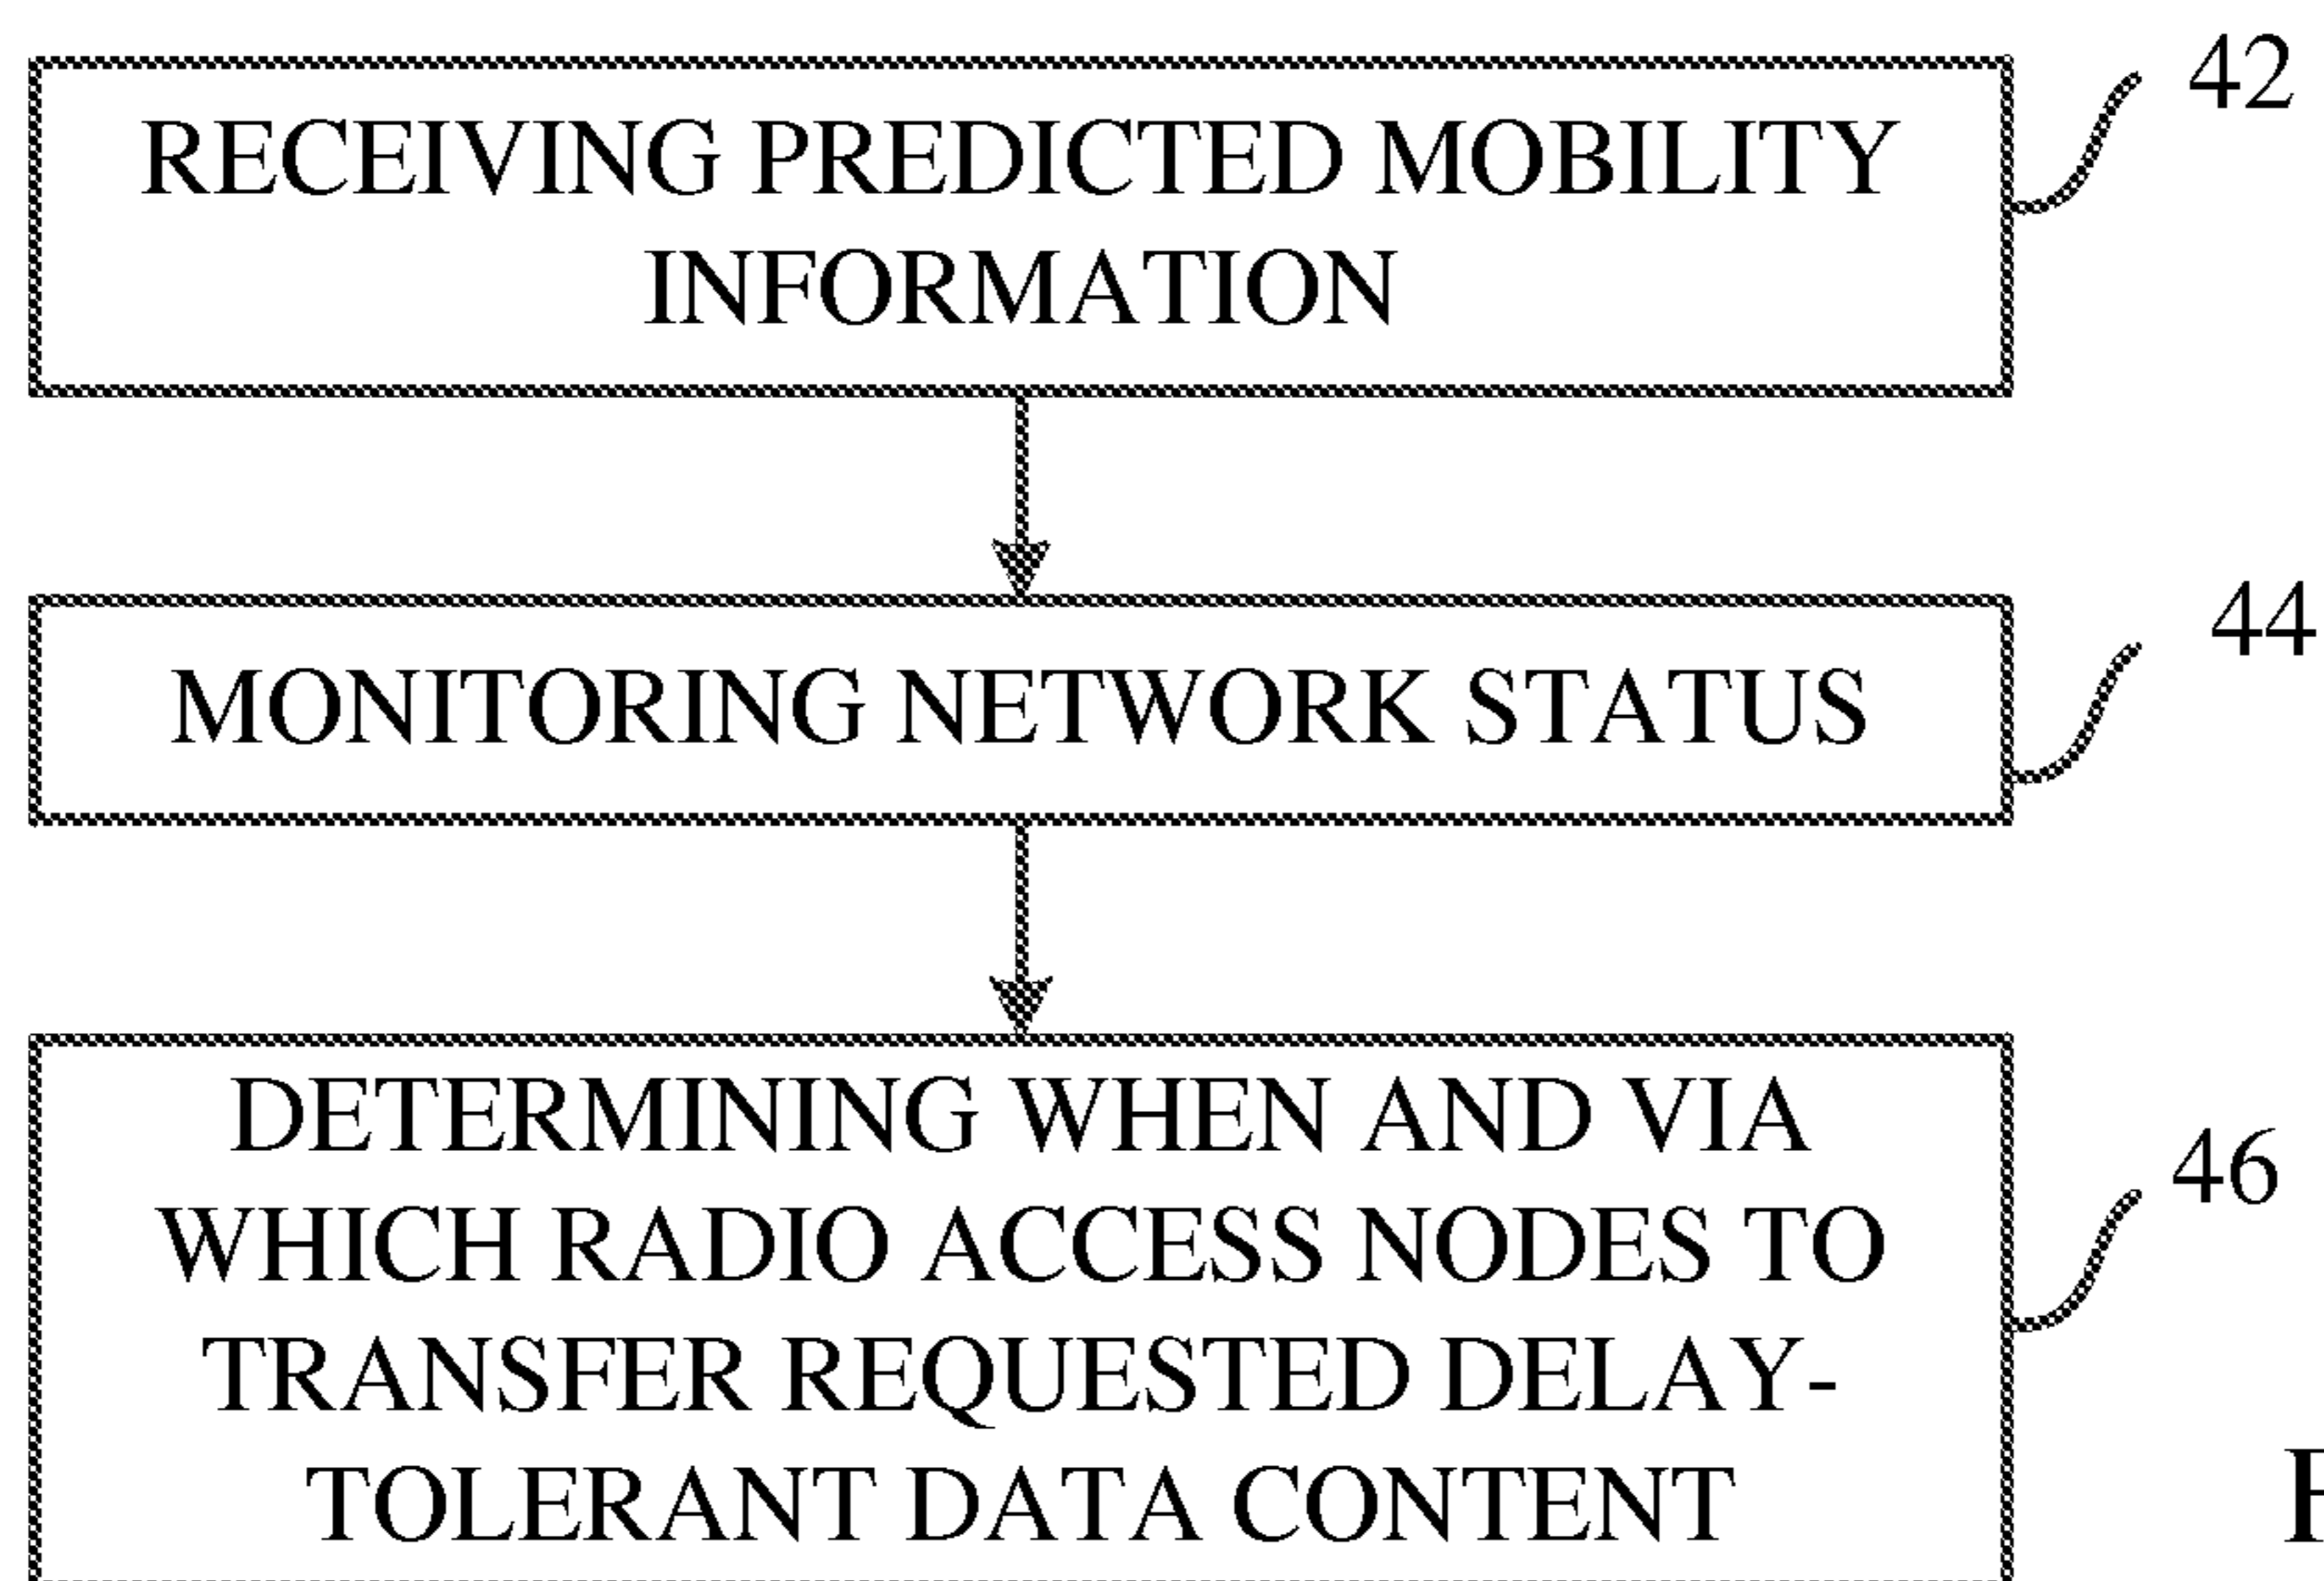 RECEIVING PREDICTED MOBILITY
INFORMATION
42
MONITORING NETWORK STATUS
44
DETERMINING WHEN AND VIA
WHICH RADIO ACCESS NODES TO
TRANSFER REQUESTED DELAY-
TOLERANT DATA CONTENT
46